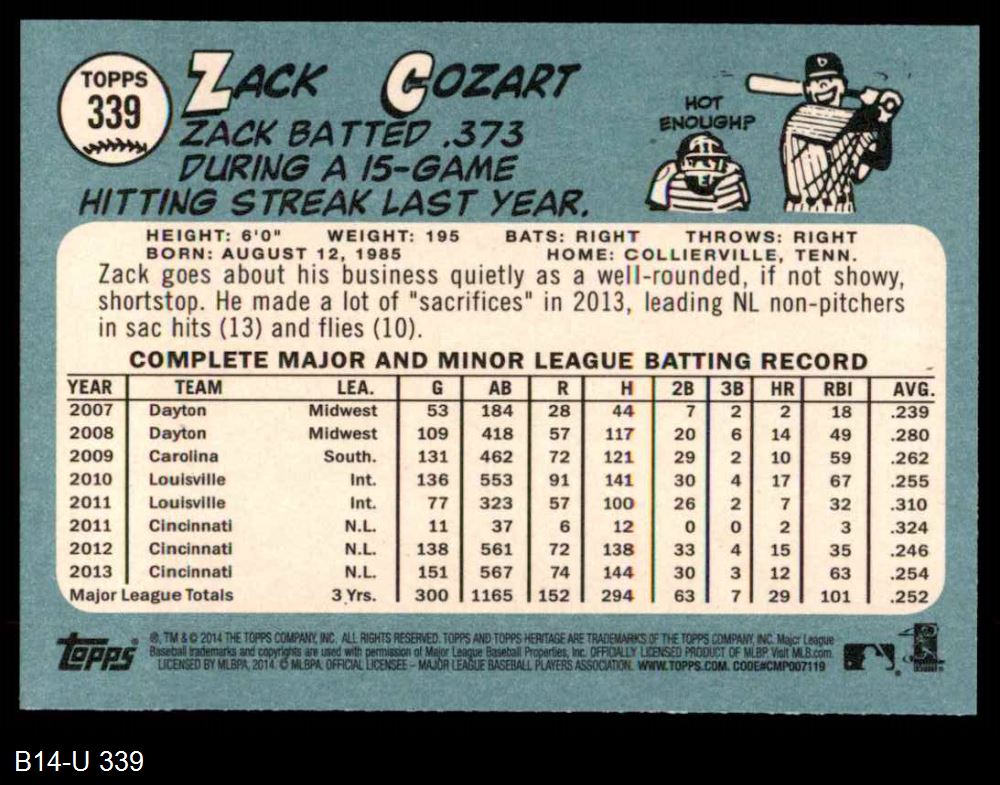 TOPPS
339
ZACK COZART
ZACK BATTED .373
DURING A 15-GAME
HITTING STREAK LAST YEAR.
HOT
ENOUGH?
HEIGHT: 6'0" WEIGHT: 195 BATS: RIGHT THROWS: RIGHT
BORN: AUGUST 12, 1985 HOME: COLLIERVILLE, TENN.
Zack goes about his business quietly as a well-rounded, if not showy,
shortstop. He made a lot of "sacrifices" in 2013, leading NL non-pitchers
in sac hits (13) and flies (10).
COMPLETE MAJOR AND MINOR LEAGUE BATTING RECORD
YEAR TEAM LEA. G AB R H 2B 3B HR RBI AVG.
2007 Dayton Midwest 53 184 28 44 7 2 2 18 .239
2008 Dayton Midwest 109 418 57 117 20 6 14 49 .280
2009 Carolina South. 131 462 72 121 29 2 10 59 .262
2010 Louisville Int. 136 553 91 141 30 4 17 67 .255
2011 Louisville Int. 77 323 57 100 26 2 7 32 .310
2011 Cincinnati N.L. 11 37 6 12 0 0 2 3 .324
2012 Cincinnati N.L. 138 561 72 138 33 4 15 35 .246
2013 Cincinnati N.L. 151 567 74 144 30 3 12 63 .254
Major League Totals 3 Yrs. 300 1165 152 294 63 7 29 101 .252
TOPPS
®, TM & © 2014 THE TOPPS COMPANY, INC. ALL RIGHTS RESERVED. TOPPS AND TOPPS HERITAGE ARE TRADEMARKS OF THE TOPPS COMPANY, INC. Major League
Baseball trademarks and copyrights are used with permission of Major League Baseball Properties, Inc. OFFICIALLY LICENSED PRODUCT OF MLBP. Visit MLB.com.
LICENSED BY MLBPA, 2014. © MLBPA, OFFICIAL LICENSEE – MAJOR LEAGUE BASEBALL PLAYERS ASSOCIATION. WWW.TOPPS.COM. CODE#CMP007119
B14-U 339